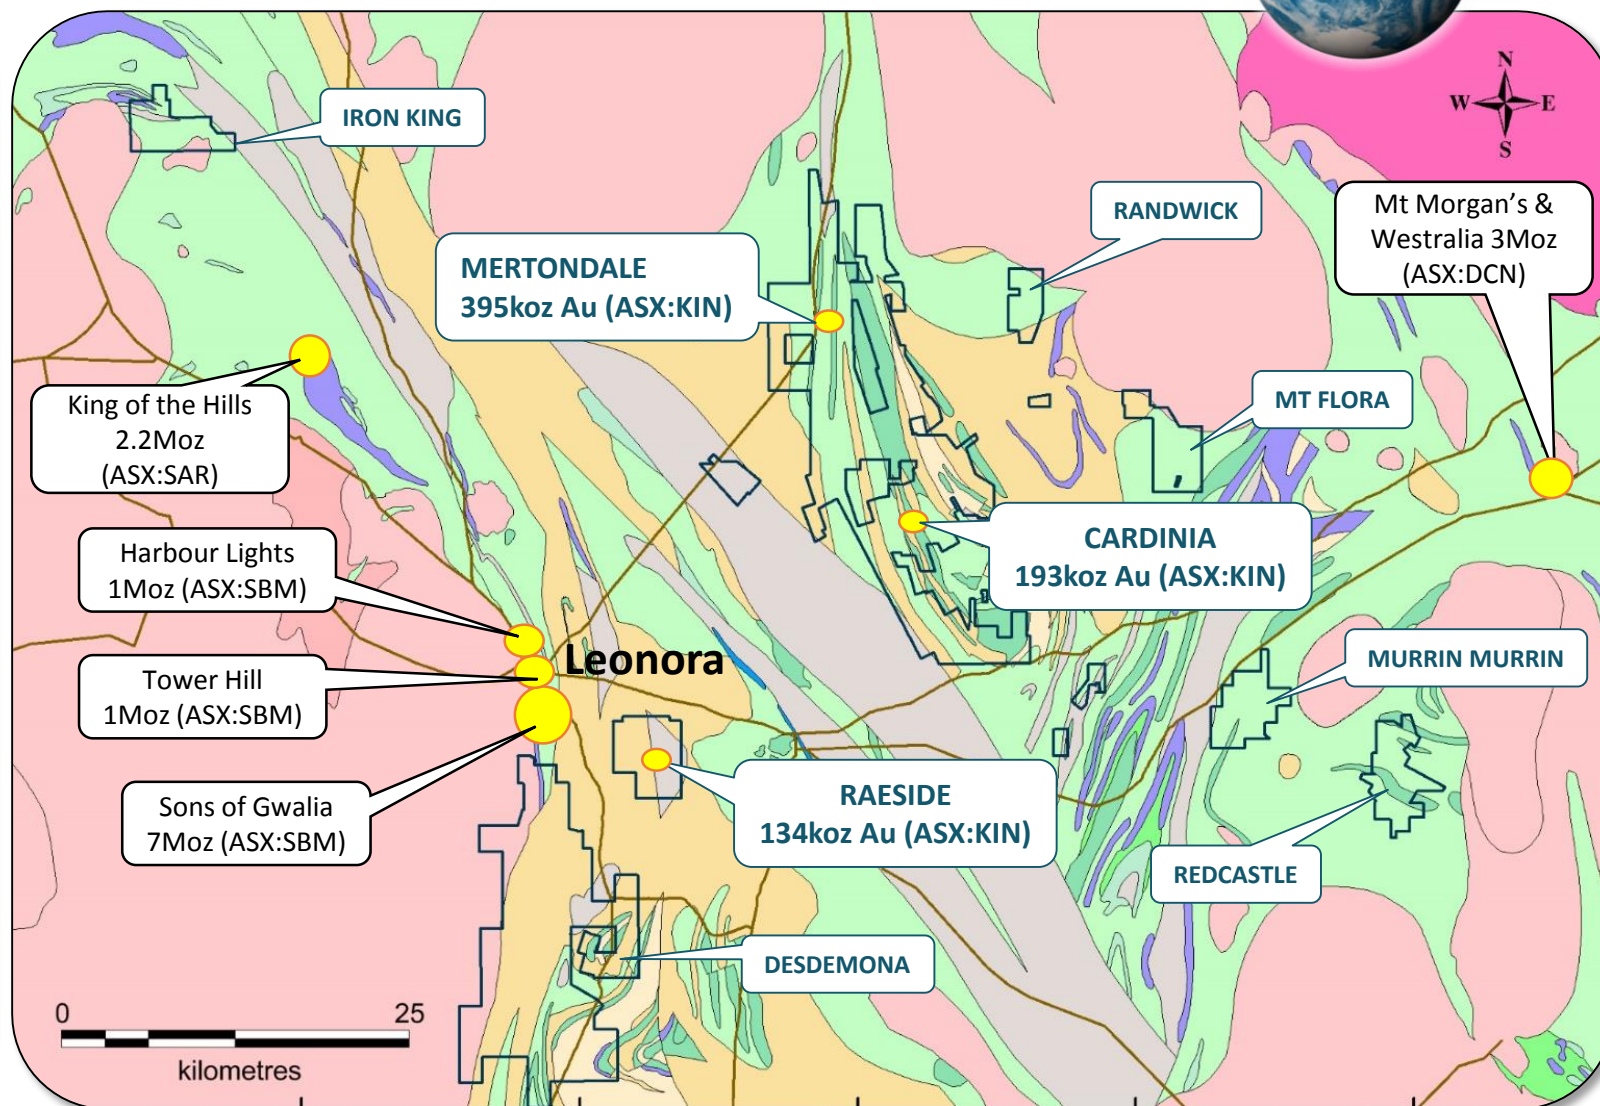 N
W E
S
IRON KING
RANDWICK
Mt Morgan's &
Westralia 3Moz
(ASX:DCN)
MERTONDALE
395koz Au (ASX:KIN)
King of the Hills
2.2Moz
(ASX:SAR)
MT FLORA
,
CARDINIA
193koz Au (ASX:KIN)
Harbour Lights
1Moz (ASX:SBM)
Leonora
MURRIN MURRIN
Tower Hill
1Moz (ASX:SBM)
RAESIDE
134koz Au (ASX:KIN)
Sons of Gwalia
7Moz (ASX:SBM)
REDCASTLE
DESDEMONA
0 25
kilometres